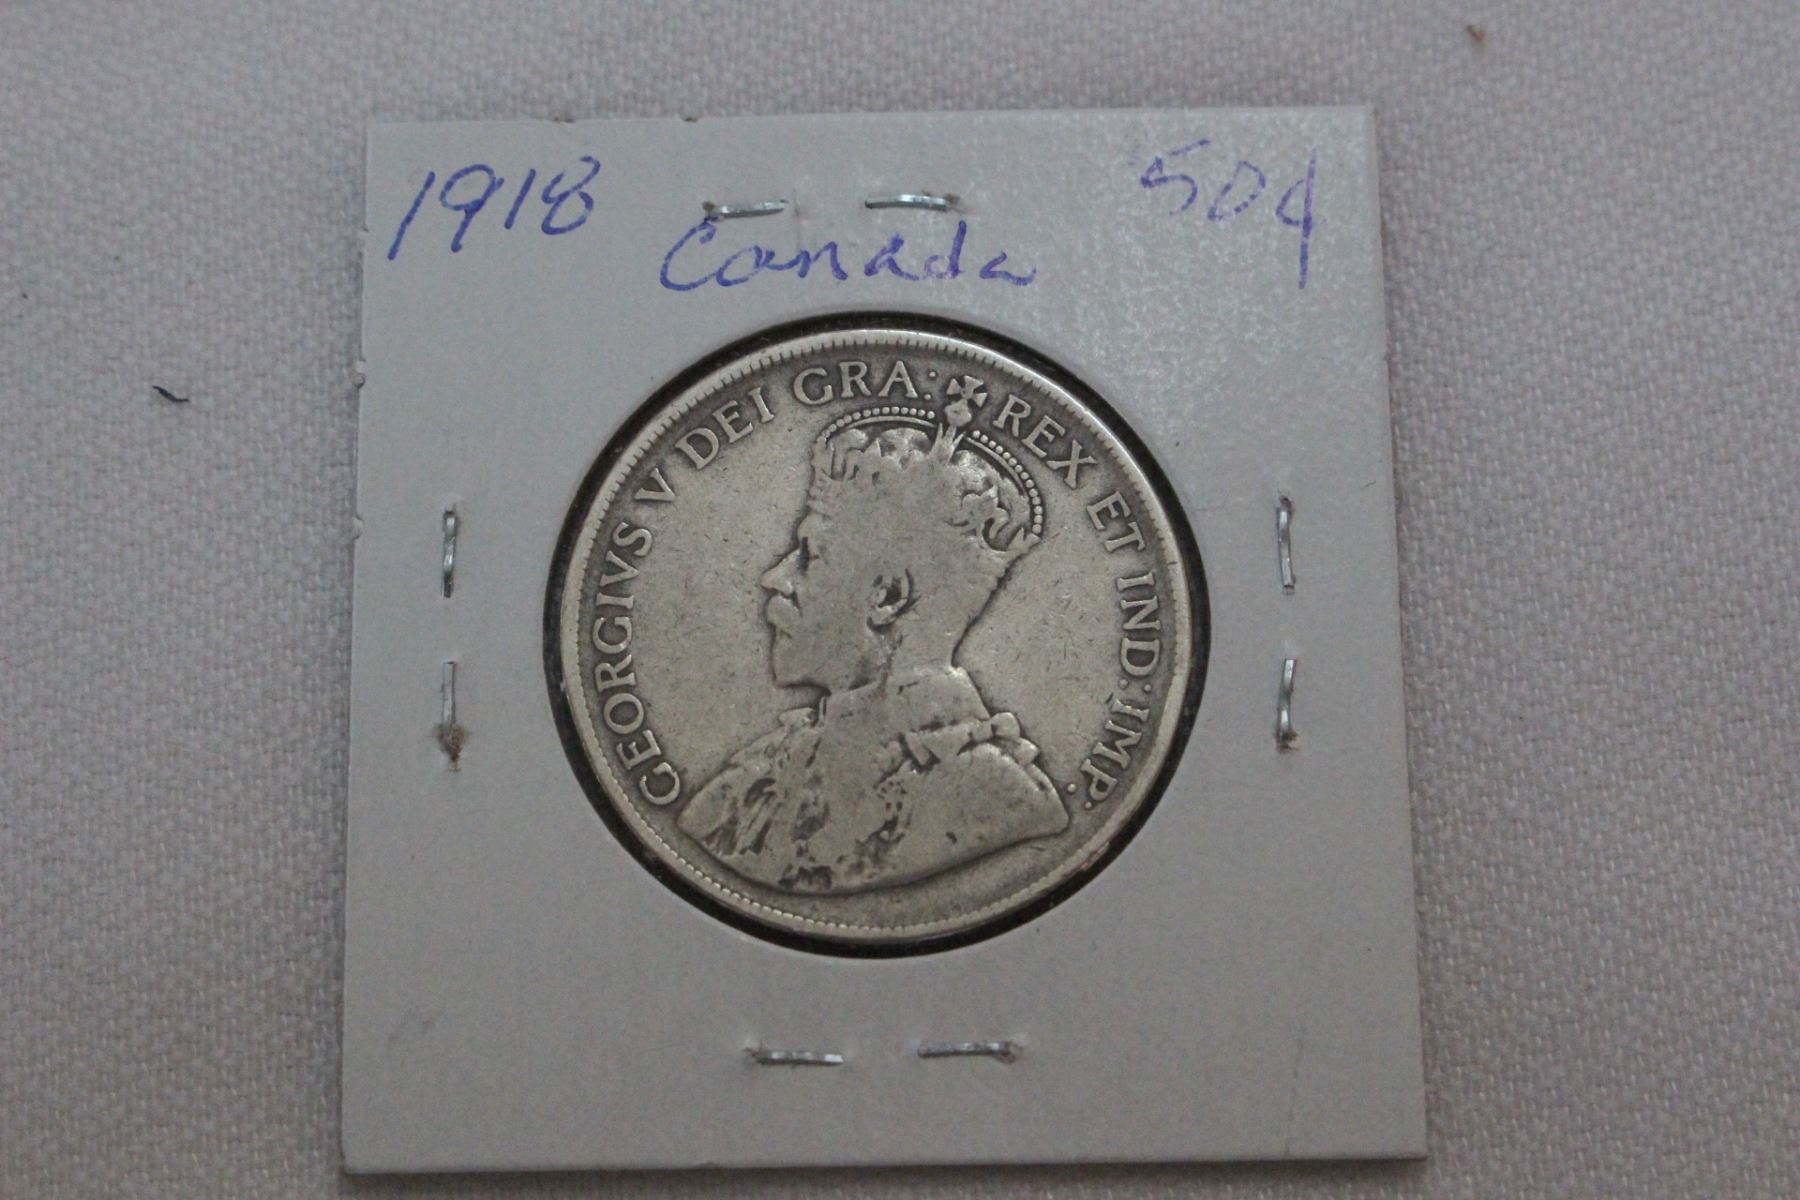 1918 50¢
Canada
GEORGIVS V DEI GRA: REX ET IND: IMP: